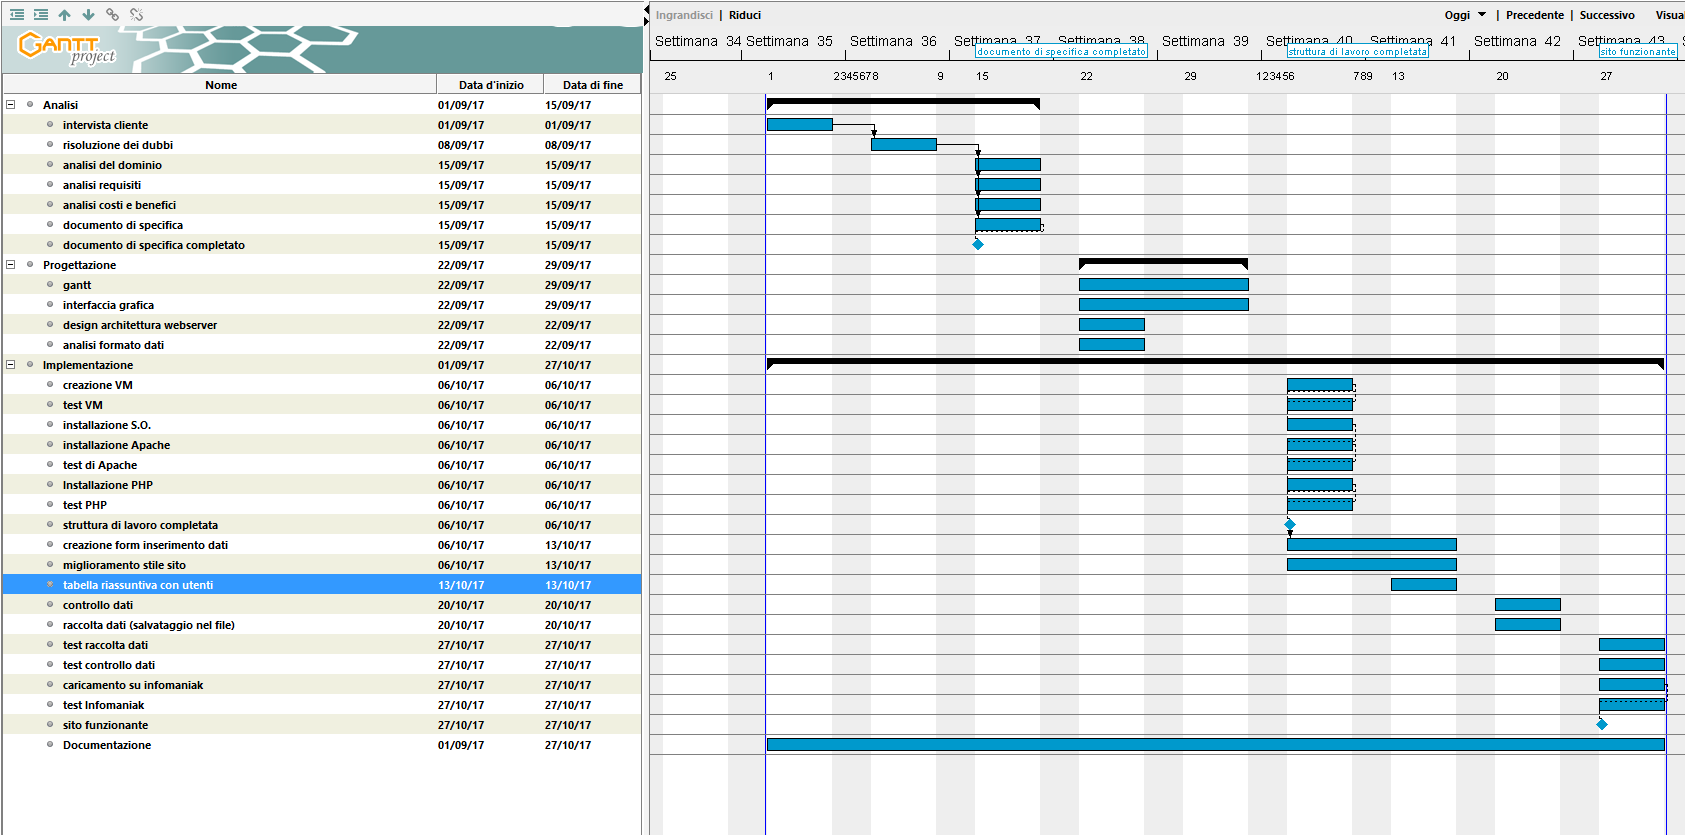 Ingrandisci | Riduci
Oggi | Precedente | Successivo
GANTT project
Settimana 34 Settimana 35 Settimana 36 Settimana 37 Settimana 38 Settimana 39 Settimana 40 Settimana 41 Settimana 42 Settimana 43
documento di specifica completato struttura di lavoro completata sito funzionante
25 1 2345678 9 15 22 29 123456 789 13 20 27
Nome Data d'inizio Data di fine
Analisi 01/09/17 15/09/17
intervista cliente 01/09/17 01/09/17
risoluzione dei dubbi 08/09/17 08/09/17
analisi del dominio 15/09/17 15/09/17
analisi requisiti 15/09/17 15/09/17
analisi costi e benefici 15/09/17 15/09/17
documento di specifica 15/09/17 15/09/17
documento di specifica completato 15/09/17 15/09/17
Progettazione 22/09/17 29/09/17
gantt 22/09/17 29/09/17
interfaccia grafica 22/09/17 29/09/17
design architettura webserver 22/09/17 22/09/17
analisi formato dati 22/09/17 22/09/17
Implementazione 01/09/17 27/10/17
creazione VM 06/10/17 06/10/17
test VM 06/10/17 06/10/17
installazione S.O. 06/10/17 06/10/17
installazione Apache 06/10/17 06/10/17
test di Apache 06/10/17 06/10/17
Installazione PHP 06/10/17 06/10/17
test PHP 06/10/17 06/10/17
struttura di lavoro completata 06/10/17 06/10/17
creazione form inserimento dati 06/10/17 13/10/17
miglioramento stile sito 06/10/17 13/10/17
tabella riassuntiva con utenti 13/10/17 13/10/17
controllo dati 20/10/17 20/10/17
raccolta dati (salvataggio nel file) 20/10/17 20/10/17
test raccolta dati 27/10/17 27/10/17
test controllo dati 27/10/17 27/10/17
caricamento su infomaniak 27/10/17 27/10/17
test Infomaniak 27/10/17 27/10/17
sito funzionante 27/10/17 27/10/17
Documentazione 01/09/17 27/10/17